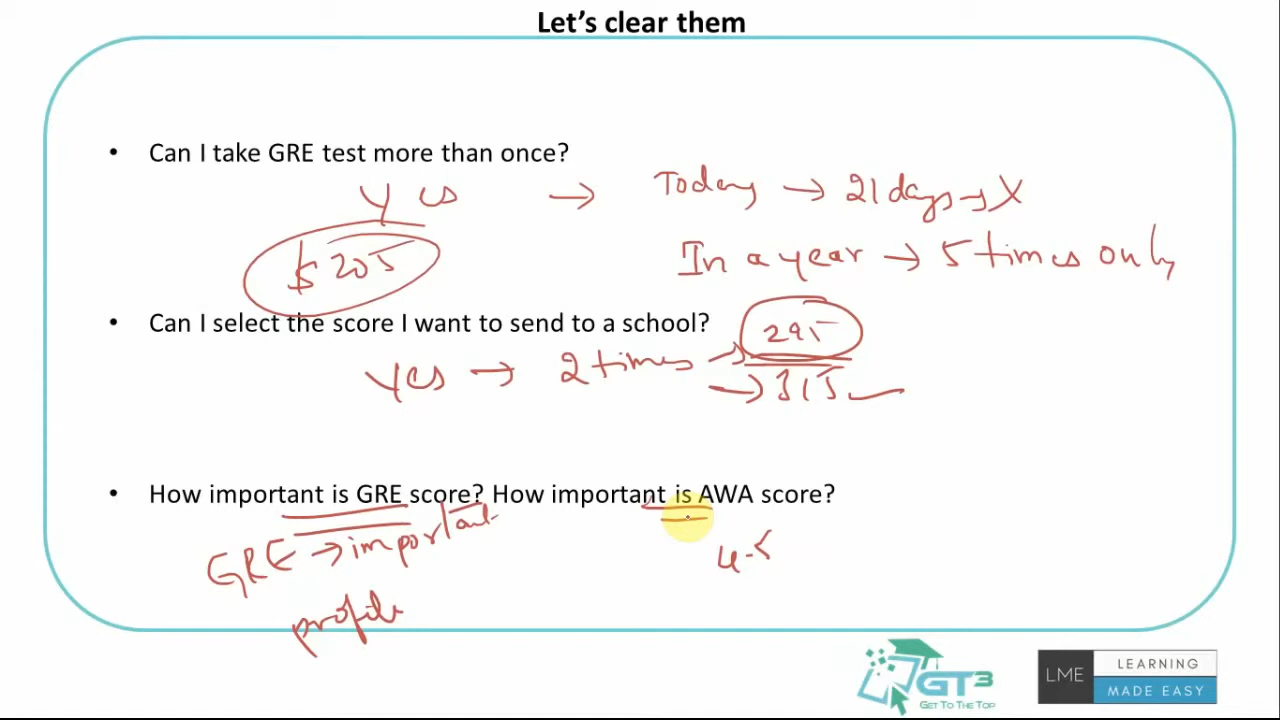 Let's clear them
• Can I take GRE test more than once?
Yes → Today → 21 days → X
$ 205
In a year → 5 times only
• Can I select the score I want to send to a school?
295
Yes → 2 times →
→ 315
• How important is GRE score? How important is AWA score?
GRE → important
profile
GT3
GET TO THE TOP
LME
LEARNING
MADE EASY